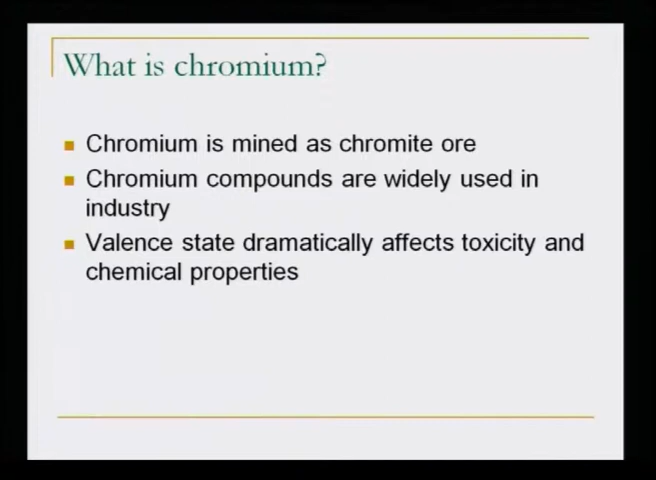 What is chromium?
Chromium is mined as chromite ore
Chromium compounds are widely used in
industry
Valence state dramatically affects toxicity and
chemical properties